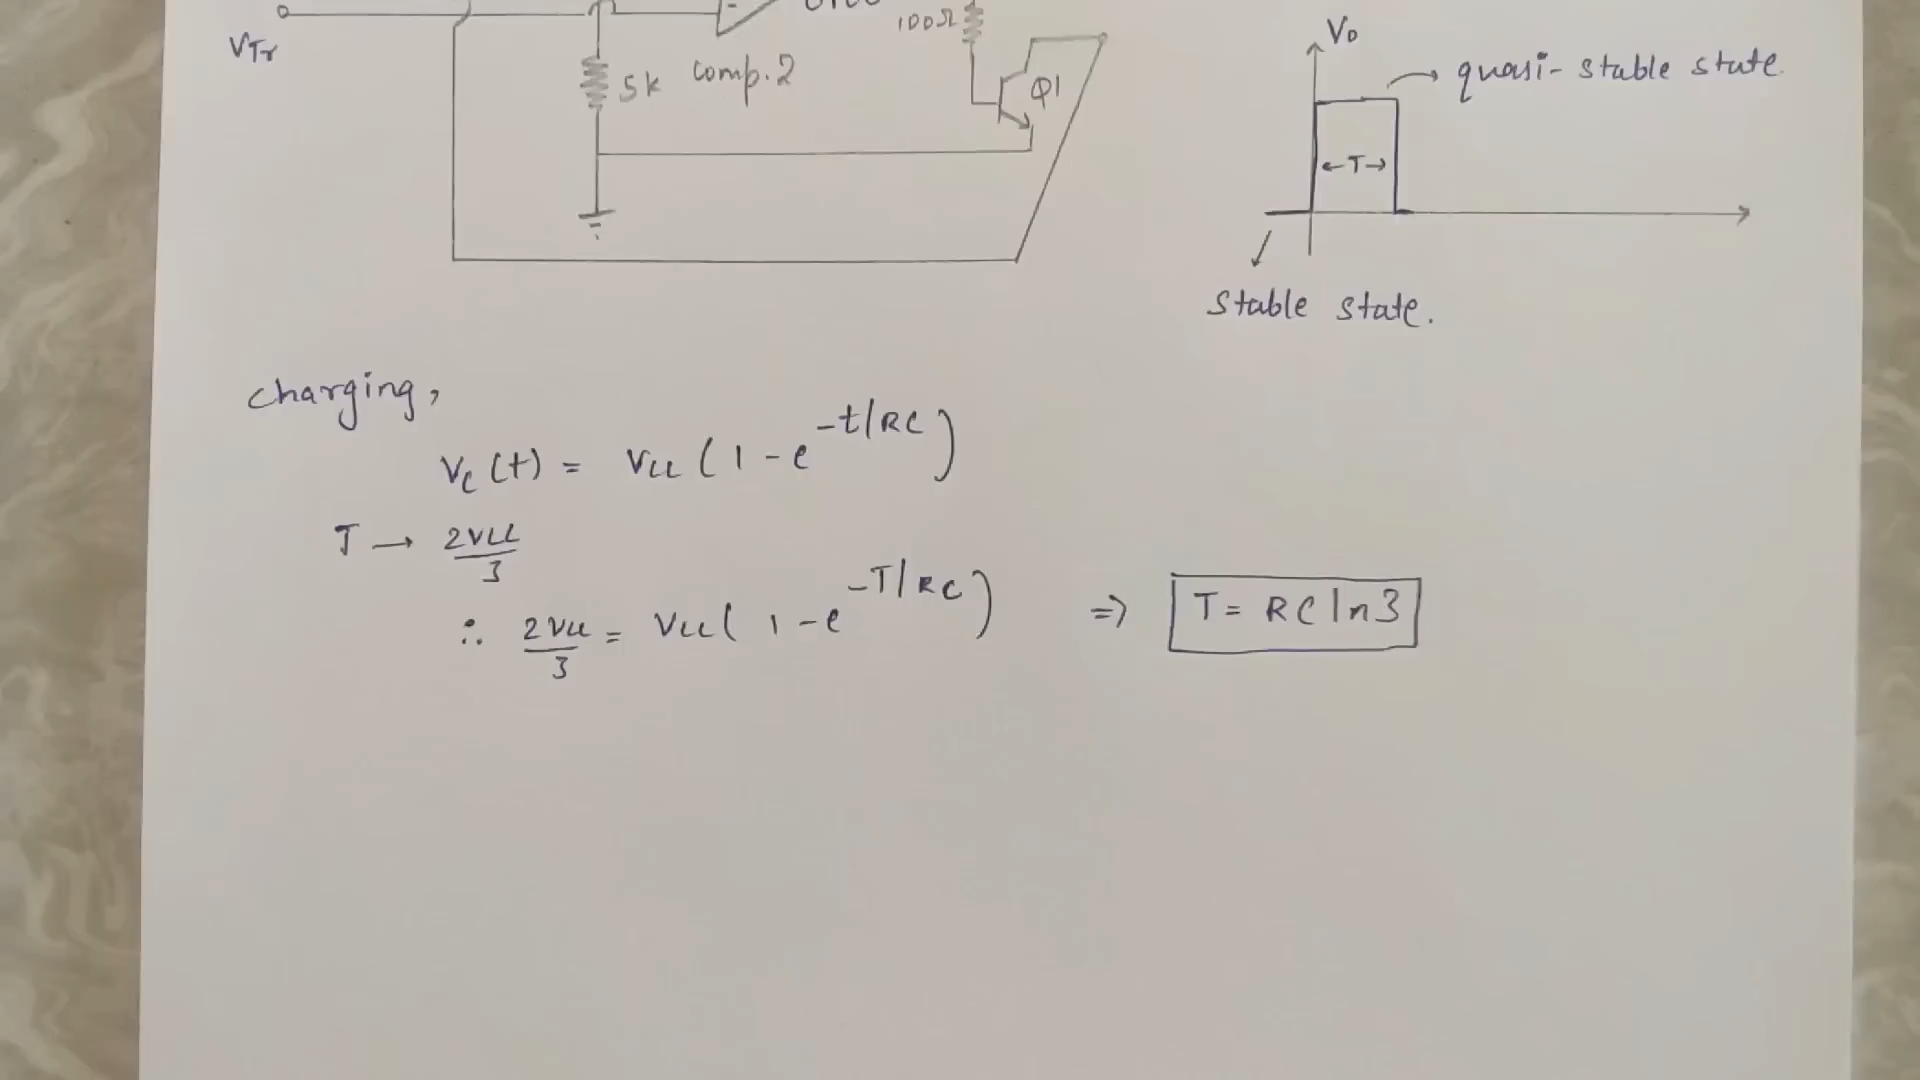 100Ω
V₀
VTr
5k comp.2
Q1
quasi-stable state.
←T→
Stable state.
charging,
Vc(t) = Vcc(1-e^-t/RC)
T → 2Vcc/3
∴ 2Vcc/3 = Vcc(1-e^-T/RC) ⇒ T = RC ln3